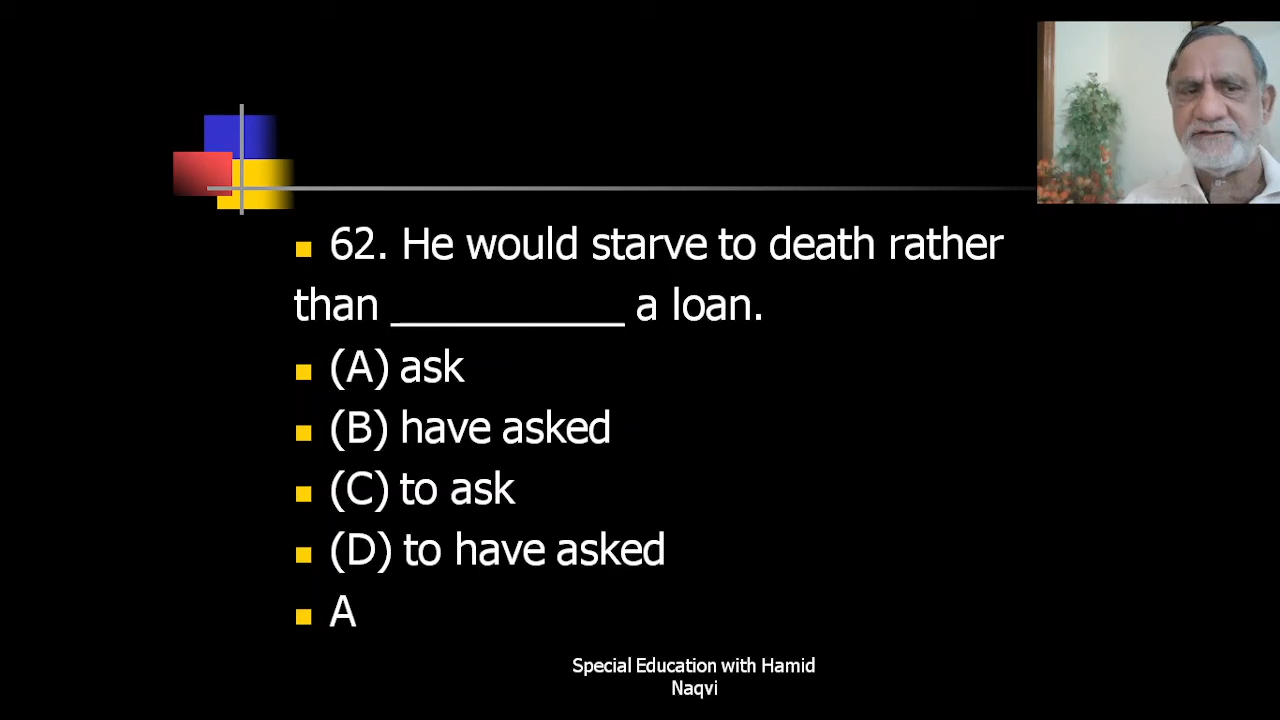 62. He would starve to death rather
than ___________ a loan.
(A) ask
(B) have asked
(C) to ask
(D) to have asked
A
Special Education with Hamid
Naqvi